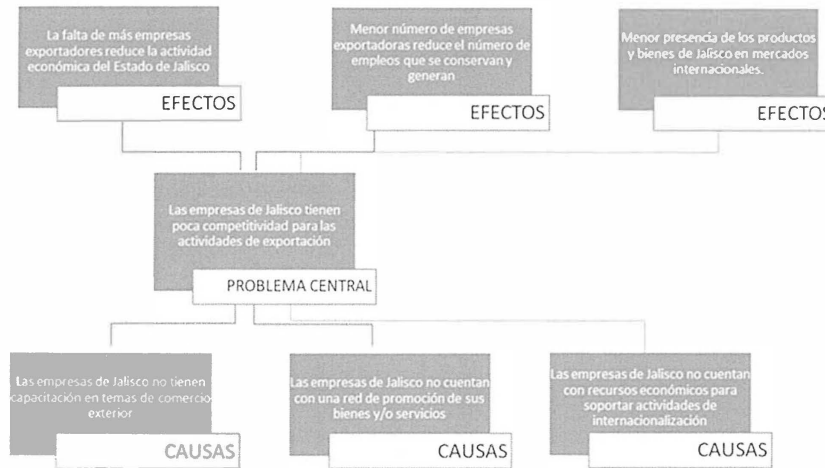 La falta de más empresas
exportadores reduce la actividad
económica del Estado de Jalisco
EFECTOS
Menor número de empresas
exportadoras reduce el número de
empleos que se conservan y
generan
EFECTOS
Menor presencia de los productos
y bienes de Jalisco en mercados
internacionales.
EFECTOS
Las empresas de Jalisco tienen
poca competitividad para las
actividades de exportación
PROBLEMA CENTRAL
Las empresas de Jalisco no tienen
capacitación en temas de comercio
exterior
CAUSAS
Las empresas de Jalisco no cuentan
con una red de promoción de sus
bienes y/o servicios
CAUSAS
Las empresas de Jalisco no cuentan
con recursos económicos para
soportar actividades de
internacionalización
CAUSAS